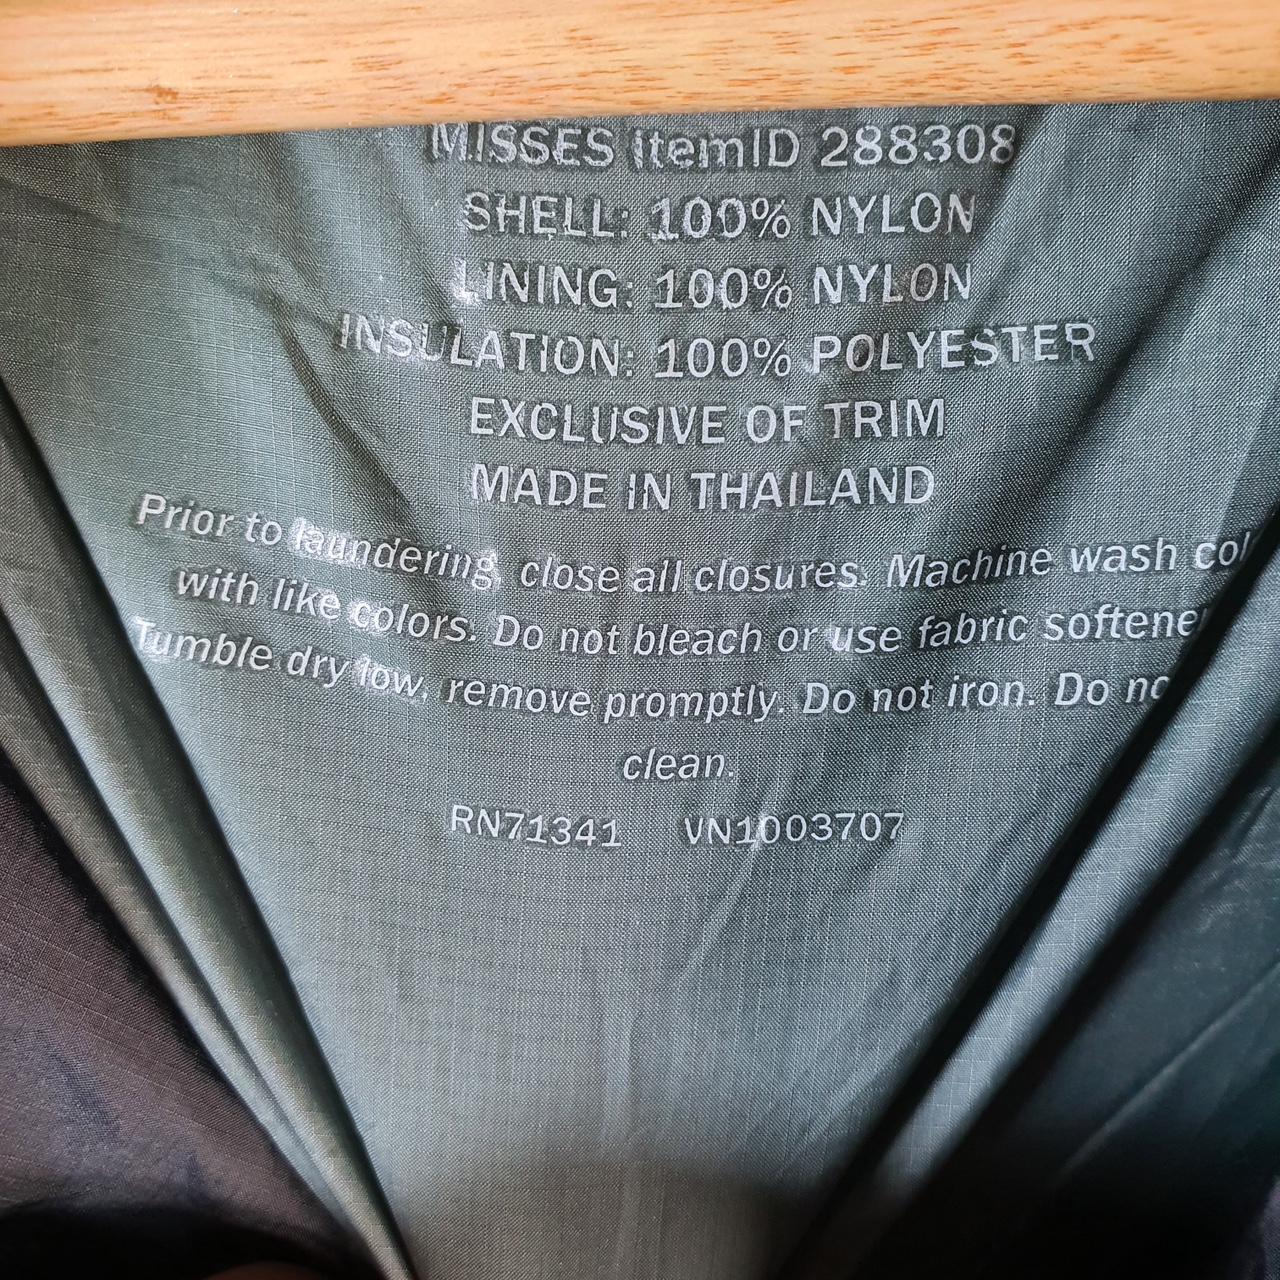 MISSES itemID 288308
SHELL: 100% NYLON
LINING: 100% NYLON
INSULATION: 100% POLYESTER
EXCLUSIVE OF TRIM
MADE IN THAILAND
Prior to laundering, close all closures. Machine wash
with like colors. Do not bleach or use fabric
Tumble dry low, remove promptly. Do not iron. Do
clean.
RN71341 VN1003707